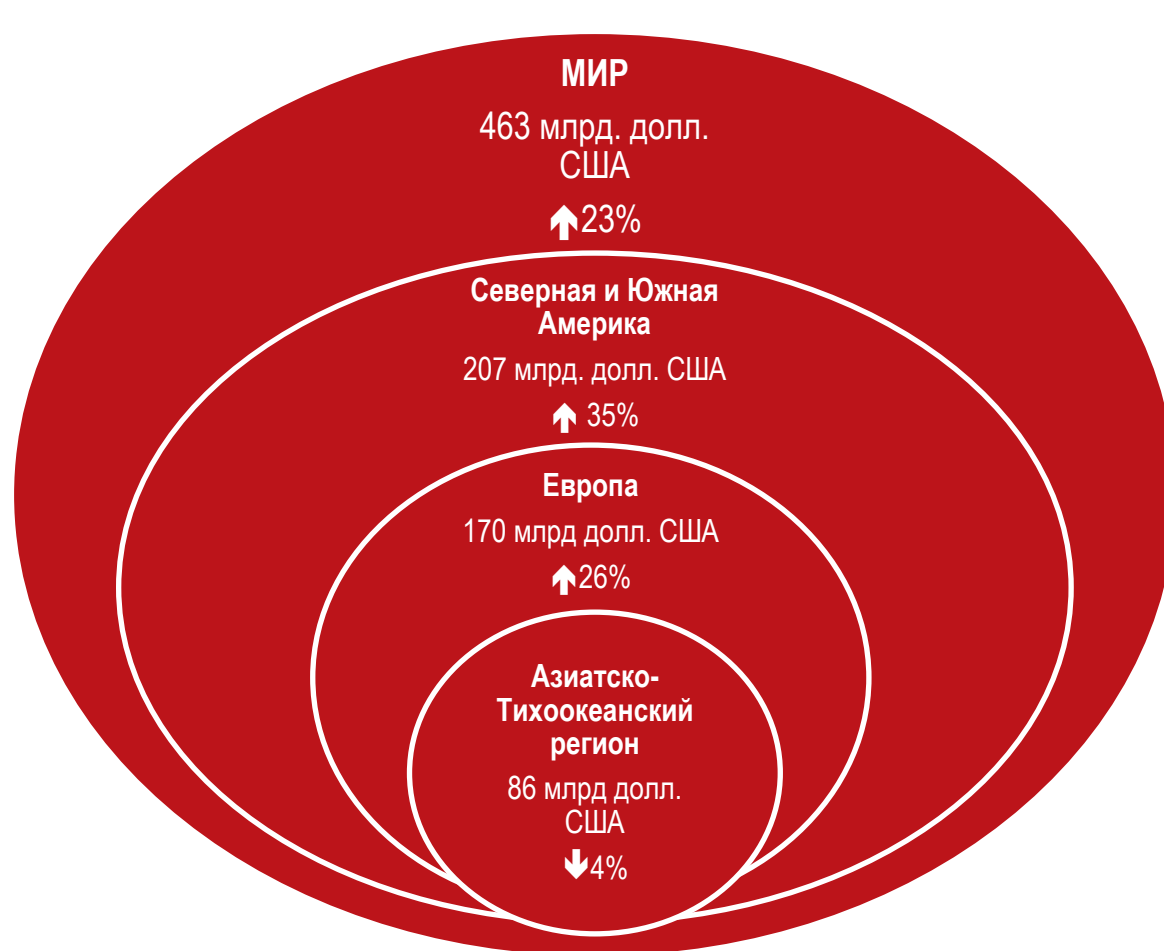 МИР
463 млрд. долл.
США
🡹23%
Северная и Южная
Америка
207 млрд. долл. США
🡹 35%
Европа
170 млрд долл. США
🡹26%
Азиатско-
Тихоокеанский
регион
86 млрд долл.
США
🡻4%